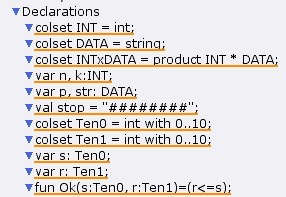 Declarations
colset INT = int;
colset DATA = string;
colset INTxDATA = product INT * DATA;
var n, k:INT;
var p, str: DATA;
val stop = "########";
colset Ten0 = int with 0..10;
colset Ten1 = int with 0..10;
var s: Ten0;
var r: Ten1;
fun Ok(s:Ten0, r:Ten1)=(r<=s);